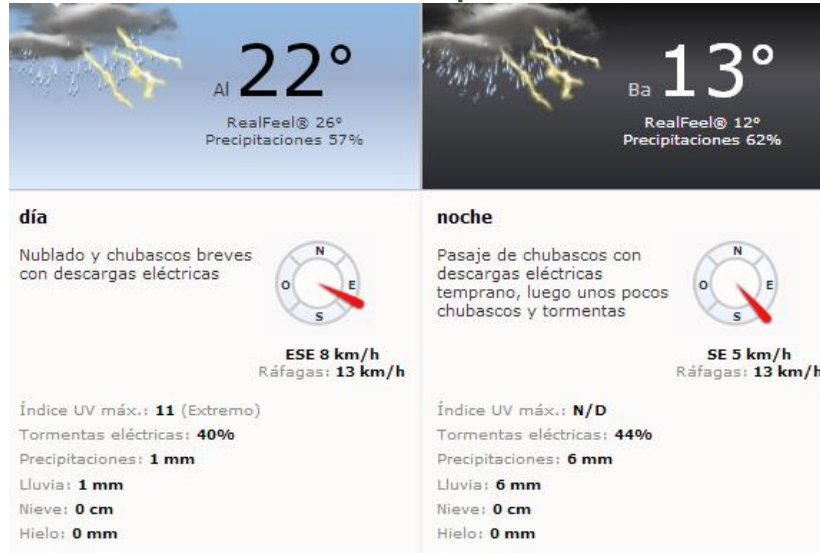 Al 22°
RealFeel® 26°
Precipitaciones 57%
día
Nublado y chubascos breves
con descargas eléctricas
N
O E
S
ESE 8 km/h
Ráfagas: 13 km/h
Índice UV máx.: 11 (Extremo)
Tormentas eléctricas: 40%
Precipitaciones: 1 mm
Lluvia: 1 mm
Nieve: 0 cm
Hielo: 0 mm
Ba 13°
RealFeel® 12°
Precipitaciones 62%
noche
Pasaje de chubascos con
descargas eléctricas
temprano, luego unos pocos
chubascos y tormentas
N
O E
S
SE 5 km/h
Ráfagas: 13 km/h
Índice UV máx.: N/D
Tormentas eléctricas: 44%
Precipitaciones: 6 mm
Lluvia: 6 mm
Nieve: 0 cm
Hielo: 0 mm